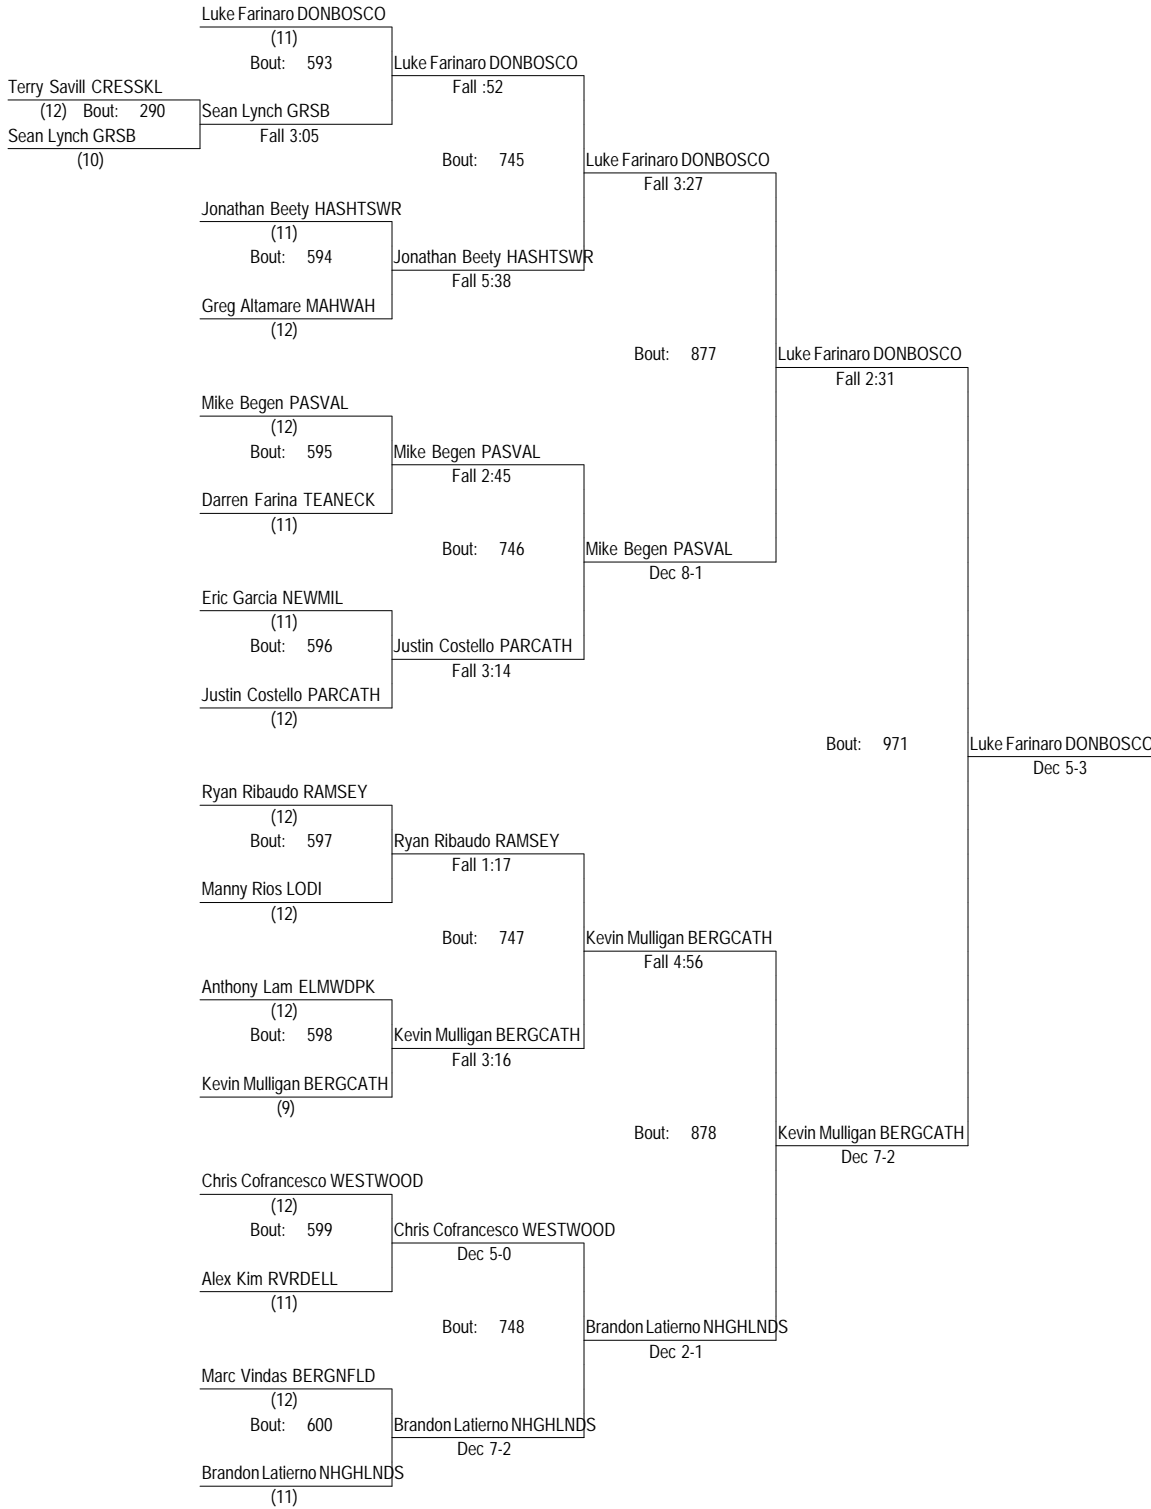 Luke Farinaro DONBOSCO
(11)
Bout: 593
Luke Farinaro DONBOSCO
Fall :52
Terry Savill CRESSKL
(12) Bout: 290
Sean Lynch GRSB
Fall 3:05
Sean Lynch GRSB
(10)
Bout: 745
Luke Farinaro DONBOSCO
Fall 3:27
Jonathan Beety HASHTSWR
(11)
Bout: 594
Jonathan Beety HASHTSWR
Fall 5:38
Greg Altamare MAHWAH
(12)
Bout: 877
Luke Farinaro DONBOSCO
Fall 2:31
Mike Begen PASVAL
(12)
Bout: 595
Mike Begen PASVAL
Fall 2:45
Darren Farina TEANECK
(11)
Bout: 746
Mike Begen PASVAL
Dec 8-1
Eric Garcia NEWMIL
(11)
Bout: 596
Justin Costello PARCATH
Fall 3:14
Justin Costello PARCATH
(12)
Bout: 971
Luke Farinaro DONBOSCO
Dec 5-3
Ryan Ribaudo RAMSEY
(12)
Bout: 597
Ryan Ribaudo RAMSEY
Fall 1:17
Manny Rios LODI
(12)
Bout: 747
Kevin Mulligan BERGCATH
Fall 4:56
Anthony Lam ELMWDPK
(12)
Bout: 598
Kevin Mulligan BERGCATH
Fall 3:16
Kevin Mulligan BERGCATH
(9)
Bout: 878
Kevin Mulligan BERGCATH
Dec 7-2
Chris Cofrancesco WESTWOOD
(12)
Bout: 599
Chris Cofrancesco WESTWOOD
Dec 5-0
Alex Kim RVRDELL
(11)
Bout: 748
Brandon Latierno NHGHLNDS
Dec 2-1
Marc Vindas BERGNFLD
(12)
Bout: 600
Brandon Latierno NHGHLNDS
Dec 7-2
Brandon Latierno NHGHLNDS
(11)